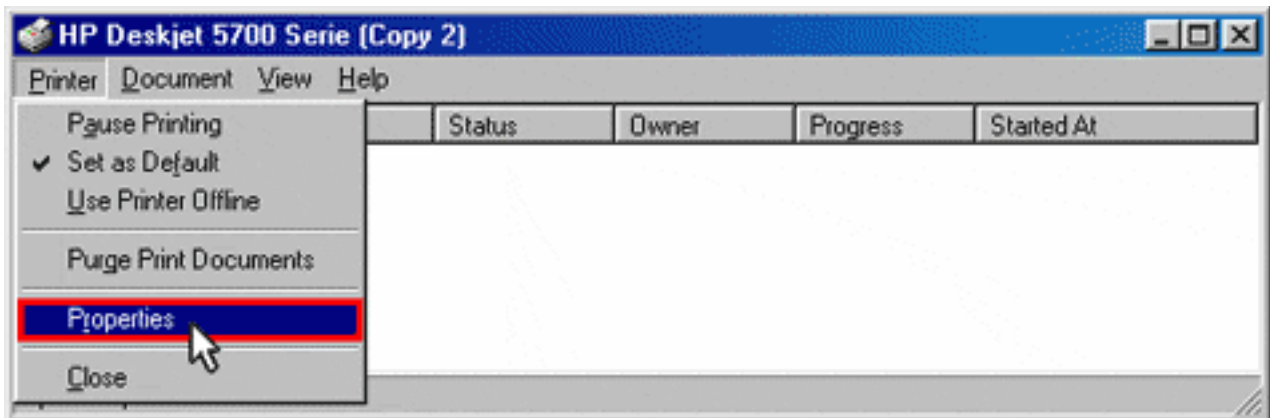 HP Deskjet 5700 Serie (Copy 2)
Printer Document View Help
Status Owner Progress Started At
Pause Printing
Set as Default
Use Printer Offline
Purge Print Documents
Properties
Close